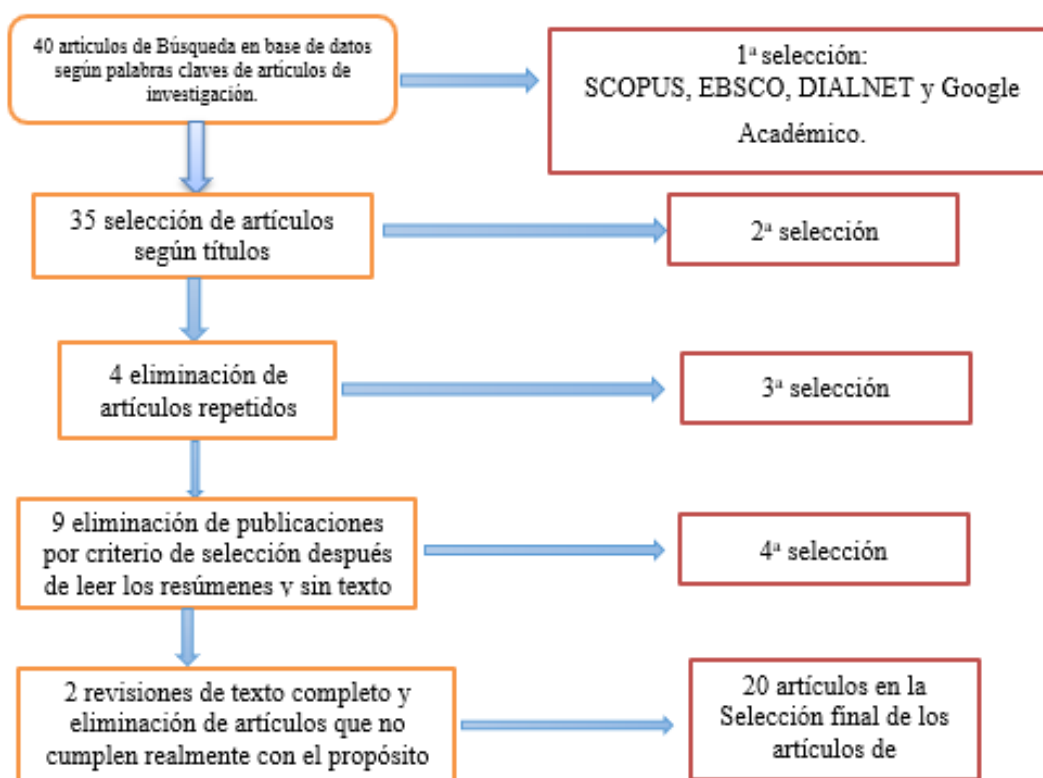 40 artículos de Búsqueda en base de datos
según palabras claves de artículos de
investigación.
1ª selección:
SCOPUS, EBSCO, DIALNET y Google
Académico.
35 selección de artículos
según títulos
2ª selección
4 eliminación de
artículos repetidos
3ª selección
9 eliminación de publicaciones
por criterio de selección después
de leer los resúmenes y sin texto
4ª selección
2 revisiones de texto completo y
eliminación de artículos que no
cumplen realmente con el propósito
20 artículos en la
Selección final de los
artículos de